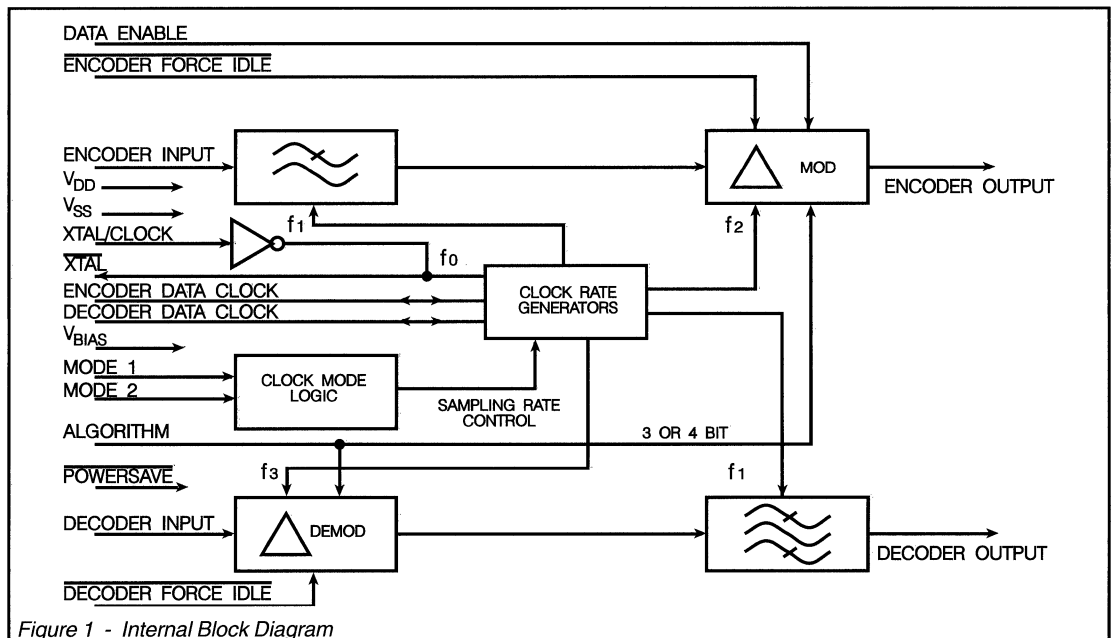 DATA ENABLE
ENCODER FORCE IDLE
ENCODER INPUT
MOD
ENCODER OUTPUT
VDD
VSS
XTAL/CLOCK
f1
f2
XTAL
f0
ENCODER DATA CLOCK
DECODER DATA CLOCK
CLOCK RATE
GENERATORS
VBIAS
MODE 1
MODE 2
CLOCK MODE
LOGIC
SAMPLING RATE
CONTROL
ALGORITHM
3 OR 4 BIT
POWERSAVE
f3
f1
DECODER INPUT
DEMOD
DECODER OUTPUT
DECODER FORCE IDLE
Figure 1 - Internal Block Diagram